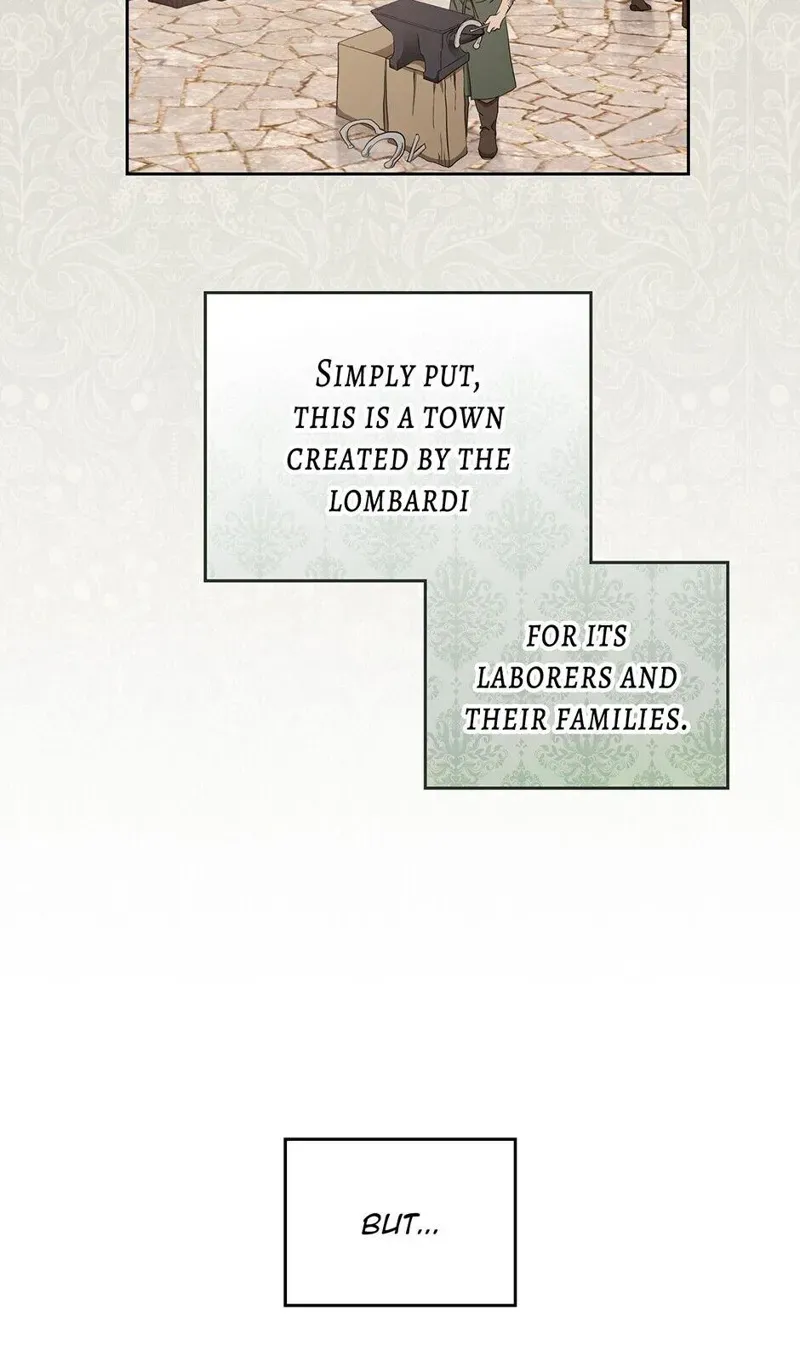 SIMPLY PUT,
THIS IS A TOWN
CREATED BY THE
LOMBARDI
FOR ITS
LABORERS AND
THEIR FAMILIES.
BUT...